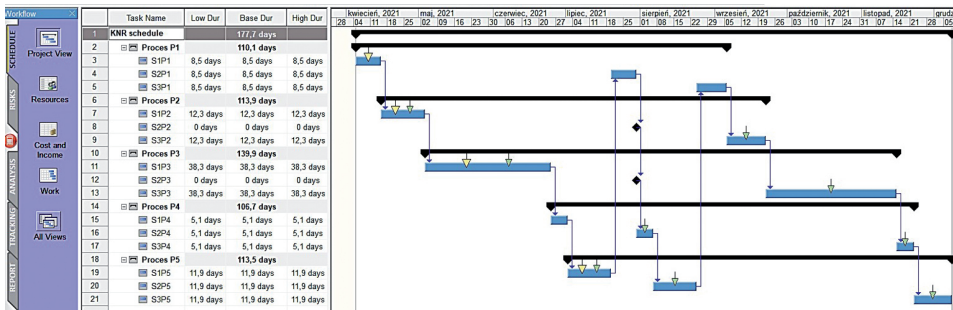 Workflow
SCHEDULE
RISKS
ANALYSIS
TRACKING
REPORT
Project View
Resources
Cost and
Income
Work
All Views
Task Name Low Dur Base Dur High Dur
1 KNR schedule 177,7 days
2 Proces P1 110,1 days
3 S1P1 8,5 days 8,5 days 8,5 days
4 S2P1 8,5 days 8,5 days 8,5 days
5 S3P1 8,5 days 8,5 days 8,5 days
6 Proces P2 113,9 days
7 S1P2 12,3 days 12,3 days 12,3 days
8 S2P2 0 days 0 days 0 days
9 S3P2 12,3 days 12,3 days 12,3 days
10 Proces P3 139,9 days
11 S1P3 38,3 days 38,3 days 38,3 days
12 S2P3 0 days 0 days 0 days
13 S3P3 38,3 days 38,3 days 38,3 days
14 Proces P4 106,7 days
15 S1P4 5,1 days 5,1 days 5,1 days
16 S2P4 5,1 days 5,1 days 5,1 days
17 S3P4 5,1 days 5,1 days 5,1 days
18 Proces P5 113,5 days
19 S1P5 11,9 days 11,9 days 11,9 days
20 S2P5 11,9 days 11,9 days 11,9 days
21 S3P5 11,9 days 11,9 days 11,9 days
kwiecień, 2021 maj, 2021 czerwiec, 2021 lipiec, 2021 sierpień, 2021 wrzesień, 2021 październik, 2021 listopad, 2021 grud
28 04 11 18 25 02 09 16 23 30 06 13 20 27 04 11 18 25 01 08 15 22 29 05 12 19 26 03 10 17 24 31 07 14 21 28 05